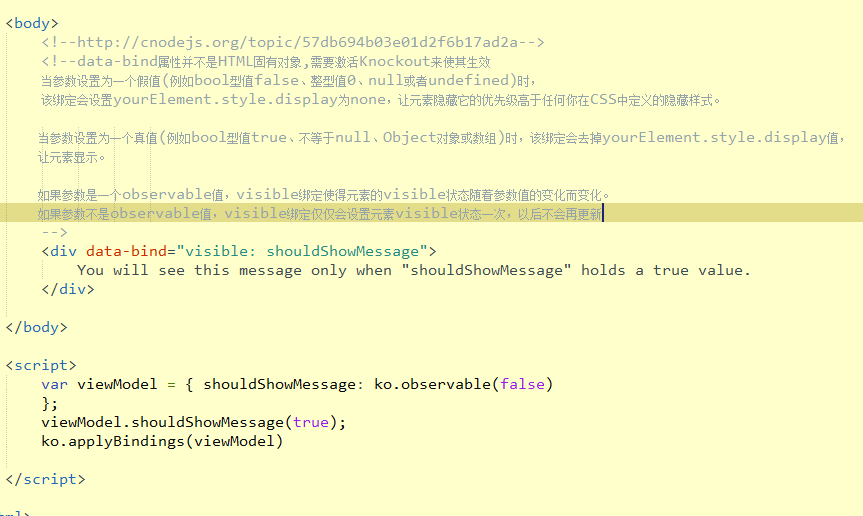 <body>
<!--http://cnodejs.org/topic/57db694b03e01d2f6b17ad2a-->
<!--data-bind属性并不是HTML固有对象,需要激活Knockout来使其生效
当参数设置为一个假值(例如bool型值false、整型值0、null或者undefined)时，
该绑定会设置yourElement.style.display为none，让元素隐藏它的优先级高于任何你在CSS中定义的隐藏样式。
当参数设置为一个真值(例如bool型值true、不等于null、Object对象或数组)时，该绑定会去掉yourElement.style.display值，
让元素显示。
如果参数是一个observable值，visible绑定使得元素的visible状态随着参数值的变化而变化。
如果参数不是observable值，visible绑定仅仅会设置元素visible状态一次，以后不会再更新
-->
<div data-bind="visible: shouldShowMessage">
You will see this message only when "shouldShowMessage" holds a true value.
</div>
</body>
<script>
var viewModel = { shouldShowMessage: ko.observable(false)
};
viewModel.shouldShowMessage(true);
ko.applyBindings(viewModel)
</script>